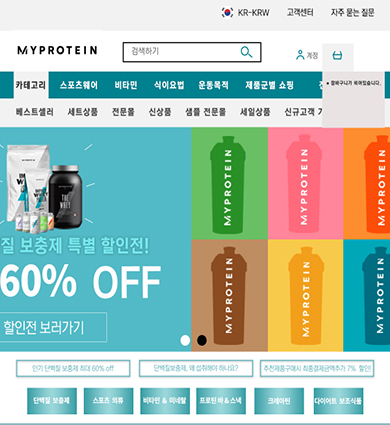 KR-KRW 고객센터 자주 묻는 질문
MYPROTEIN
검색하기
계정
카테고리 스포츠웨어 비타민 식이요법 운동목적 제품군별 쇼핑
장바구니가 비어있습니다.
베스트셀러 세트상품 전문몰 신상품 샘플 전문몰 세일상품 신규고객
THE WHEY
질 보충제 특별 할인전!
60% OFF
할인전 보러가기
MYPROTEIN
MYPROTEIN
MYPROTEIN
MYPROTEIN
MYPROTEIN
MYPROTEIN
인기 단백질 보충제 최대 60% off
단백질보충제, 왜 섭취해야 하나요?
추천제품구에서 최종결제금액추가 7% 할인!
단백질 보충제 스포츠 의류 비타민 & 미네랄 프로틴 바&스낵 크레아틴 다이어트 보조식품